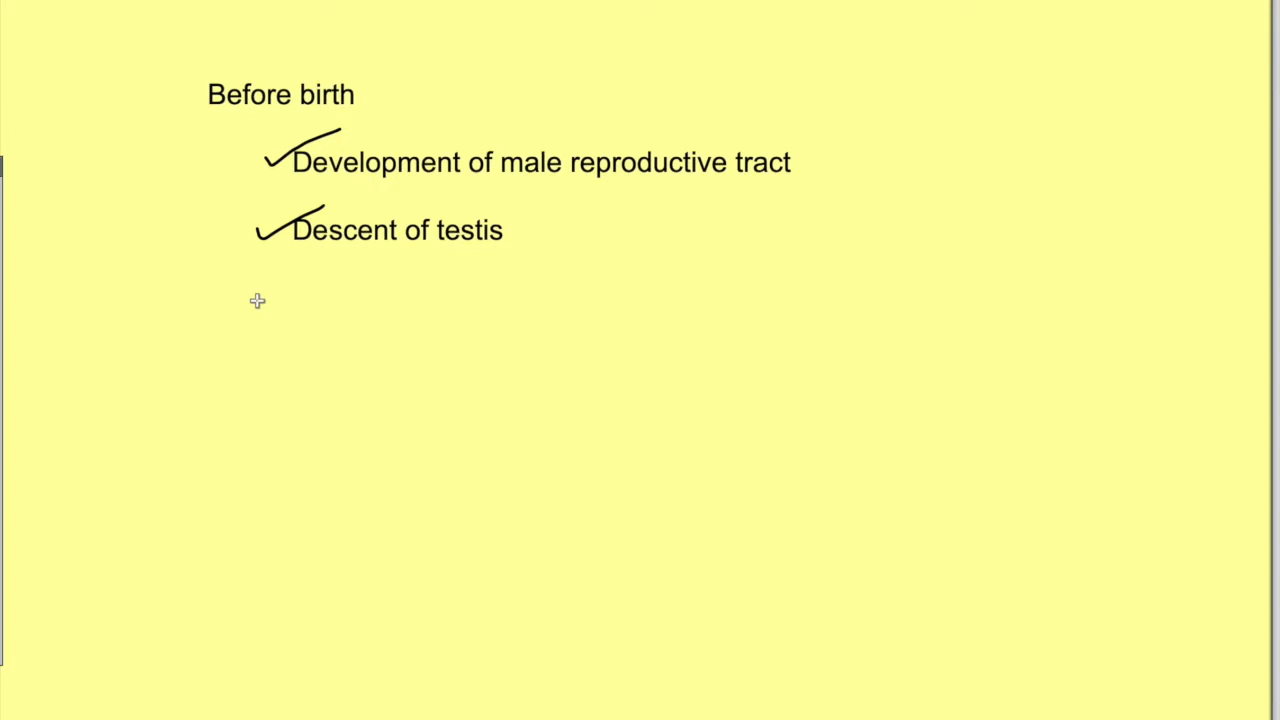 Before birth
Development of male reproductive tract
Descent of testis